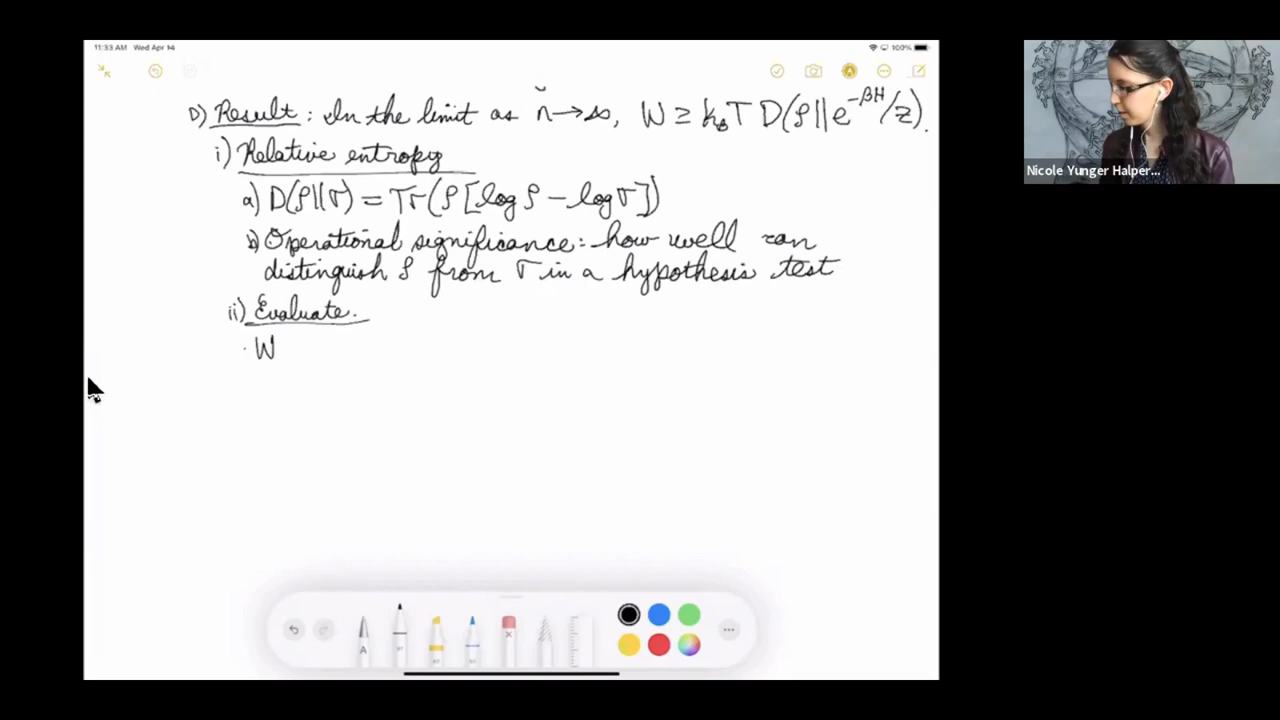 11:33 AM Wed Apr 14
100%
D) Result: In the limit as ñ→∞, W ≥ k_B T D(ρ||e^{-βH}/Z).
i) Relative entropy
a) D(ρ||σ) = Tr(ρ[log ρ − log σ])
b) Operational significance: how well can
distinguish ρ from σ in a hypothesis test
ii) Evaluate.
· W
Nicole Yunger Halper...
A